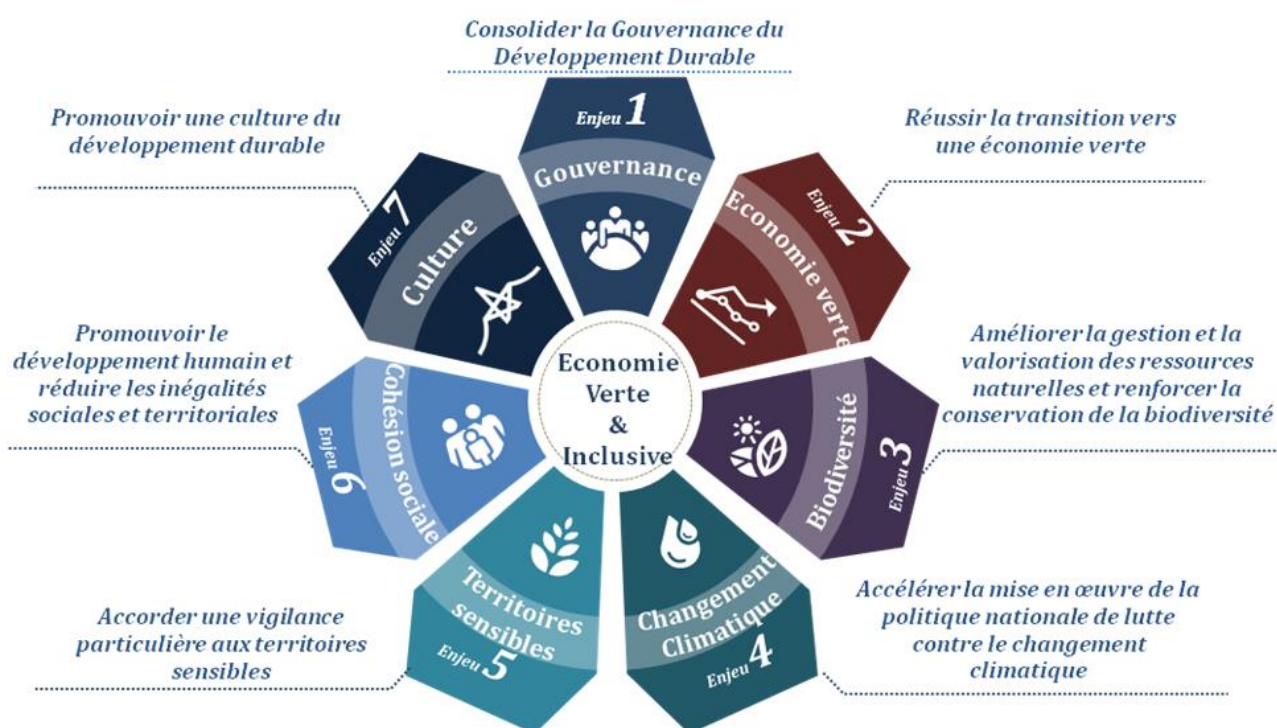 Consolider la Gouvernance du
Développement Durable
Enjeu 1
Gouvernance
Réussir la transition vers
une économie verte
Enjeu 2
Economie verte
Améliorer la gestion et la
valorisation des ressources
naturelles et renforcer la
conservation de la biodiversité
Enjeu 3
Biodiversité
Accélérer la mise en œuvre de la
politique nationale de lutte
contre le changement
climatique
Enjeu 4
Changement
Climatique
Accorder une vigilance
particulière aux territoires
sensibles
Enjeu 5
Territoires
sensibles
Promouvoir le
développement humain et
réduire les inégalités
sociales et territoriales
Enjeu 6
Cohésion sociale
Promouvoir une culture du
développement durable
Enjeu 7
Culture
Economie
Verte
&
Inclusive